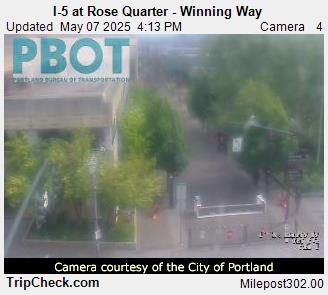 I-5 at Rose Quarter - Winning Way
Updated May 07 2025 4:13 PM Camera 4
PBOT
PORTLAND BUREAU OF TRANSPORTATION
Camera courtesy of the City of Portland
TripCheck.com Milepost302.00